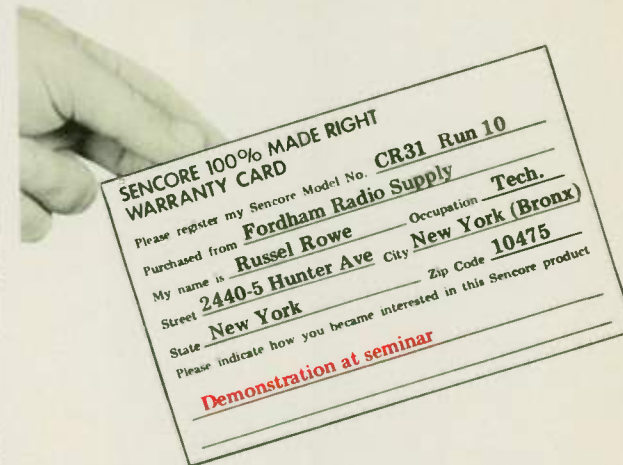 SENCORE 100% MADE RIGHT
WARRANTY CARD
Please register my Sencore Model No. CR31 Run 10
Purchased from Fordham Radio Supply
My name is Russel Rowe Occupation Tech.
Street 2440-5 Hunter Ave City New York (Bronx)
State New York Zip Code 10475
Please indicate how you became interested in this Sencore product
Demonstration at seminar